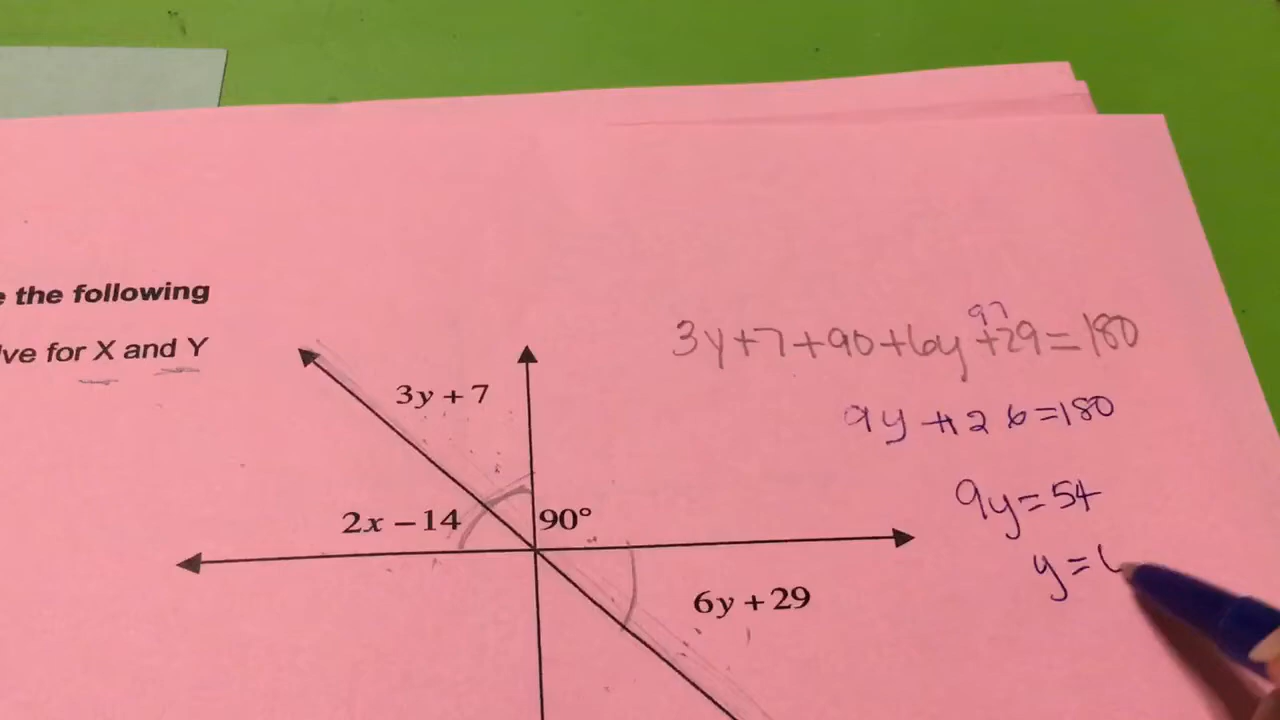 the following
ve for X and Y
97
3y+7+90+6y+29=180
3y + 7
9y+126=180
9y=54
2x - 14
90°
y=6
6y + 29